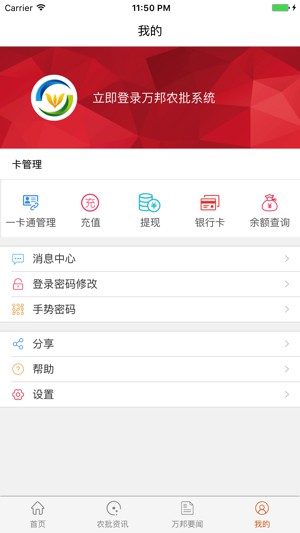 Carrier 11:50 PM
我的
立即登录万邦农批系统
卡管理
充
一卡通管理 充值 提现 银行卡 余额查询
消息中心
登录密码修改
手势密码
分享
帮助
设置
首页 农批资讯 万邦要闻 我的